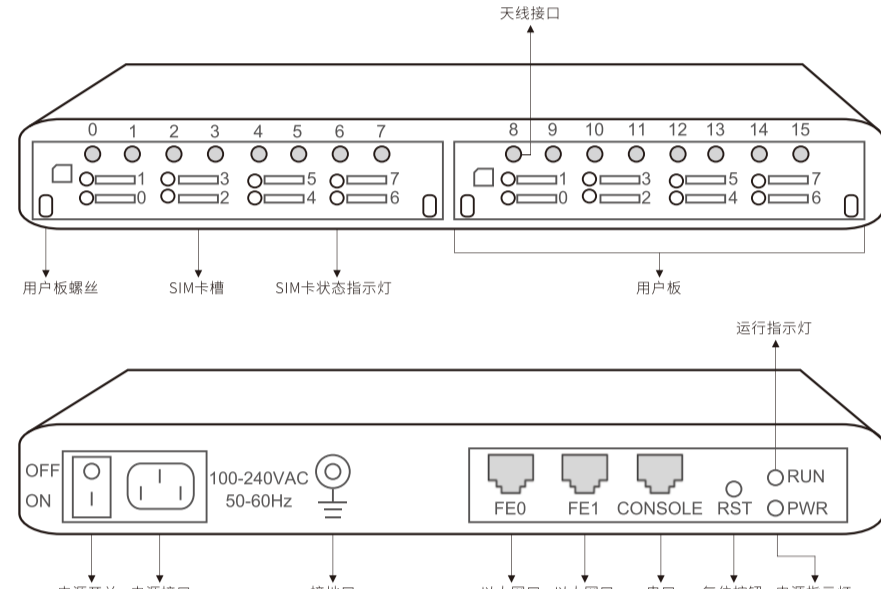 天线接口
0 1 2 3 4 5 6 7 8 9 10 11 12 13 14 15
1 3 5 7 1 3 5 7
0 2 4 6 0 2 4 6
用户板螺丝 SIM卡槽 SIM卡状态指示灯 用户板
运行指示灯
OFF
ON
100-240VAC
50-60Hz
RUN
FE0 FE1 CONSOLE RST PWR